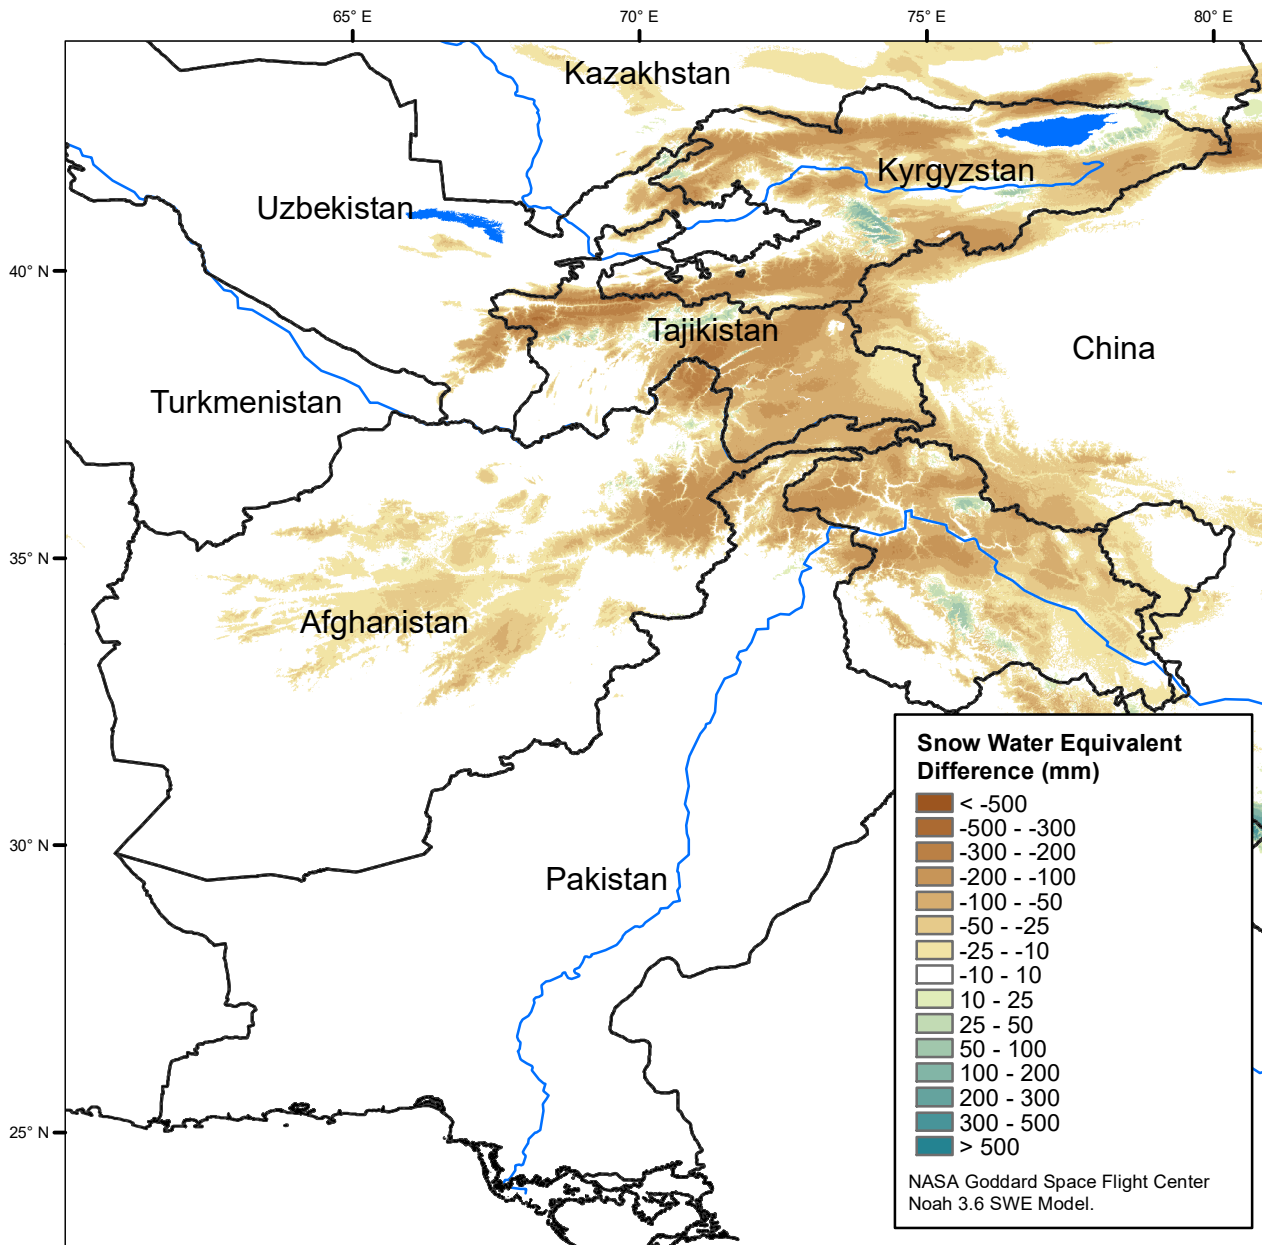 65° E
70° E
75° E
80° E
Kazakhstan
Kyrgyzstan
Uzbekistan
40° N
Tajikistan
China
Turkmenistan
35° N
Afghanistan
Snow Water Equivalent
Difference (mm)
< -500
-500 - -300
-300 - -200
-200 - -100
-100 - -50
-50 - -25
-25 - -10
-10 - 10
10 - 25
25 - 50
50 - 100
100 - 200
200 - 300
300 - 500
> 500
NASA Goddard Space Flight Center
Noah 3.6 SWE Model.
30° N
Pakistan
25° N